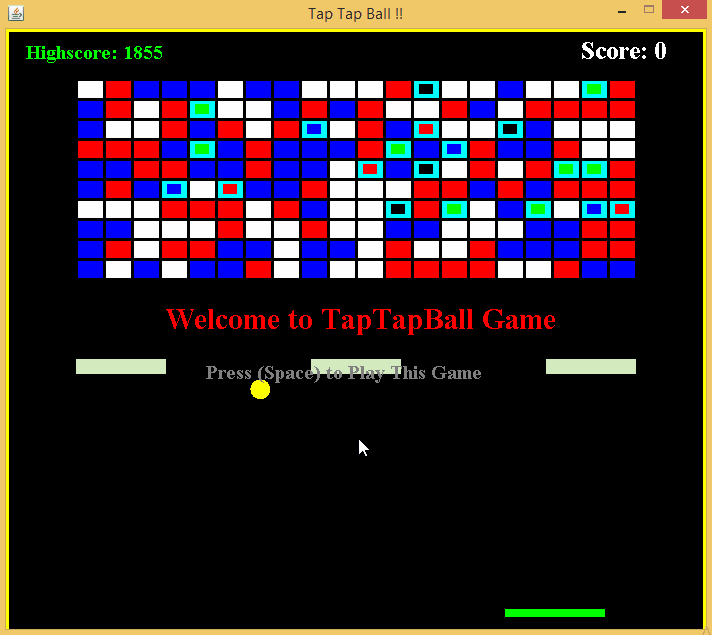 Tap Tap Ball !!
Highscore: 1855 Score: 0
Welcome to TapTapBall Game
Press (Space) to Play This Game